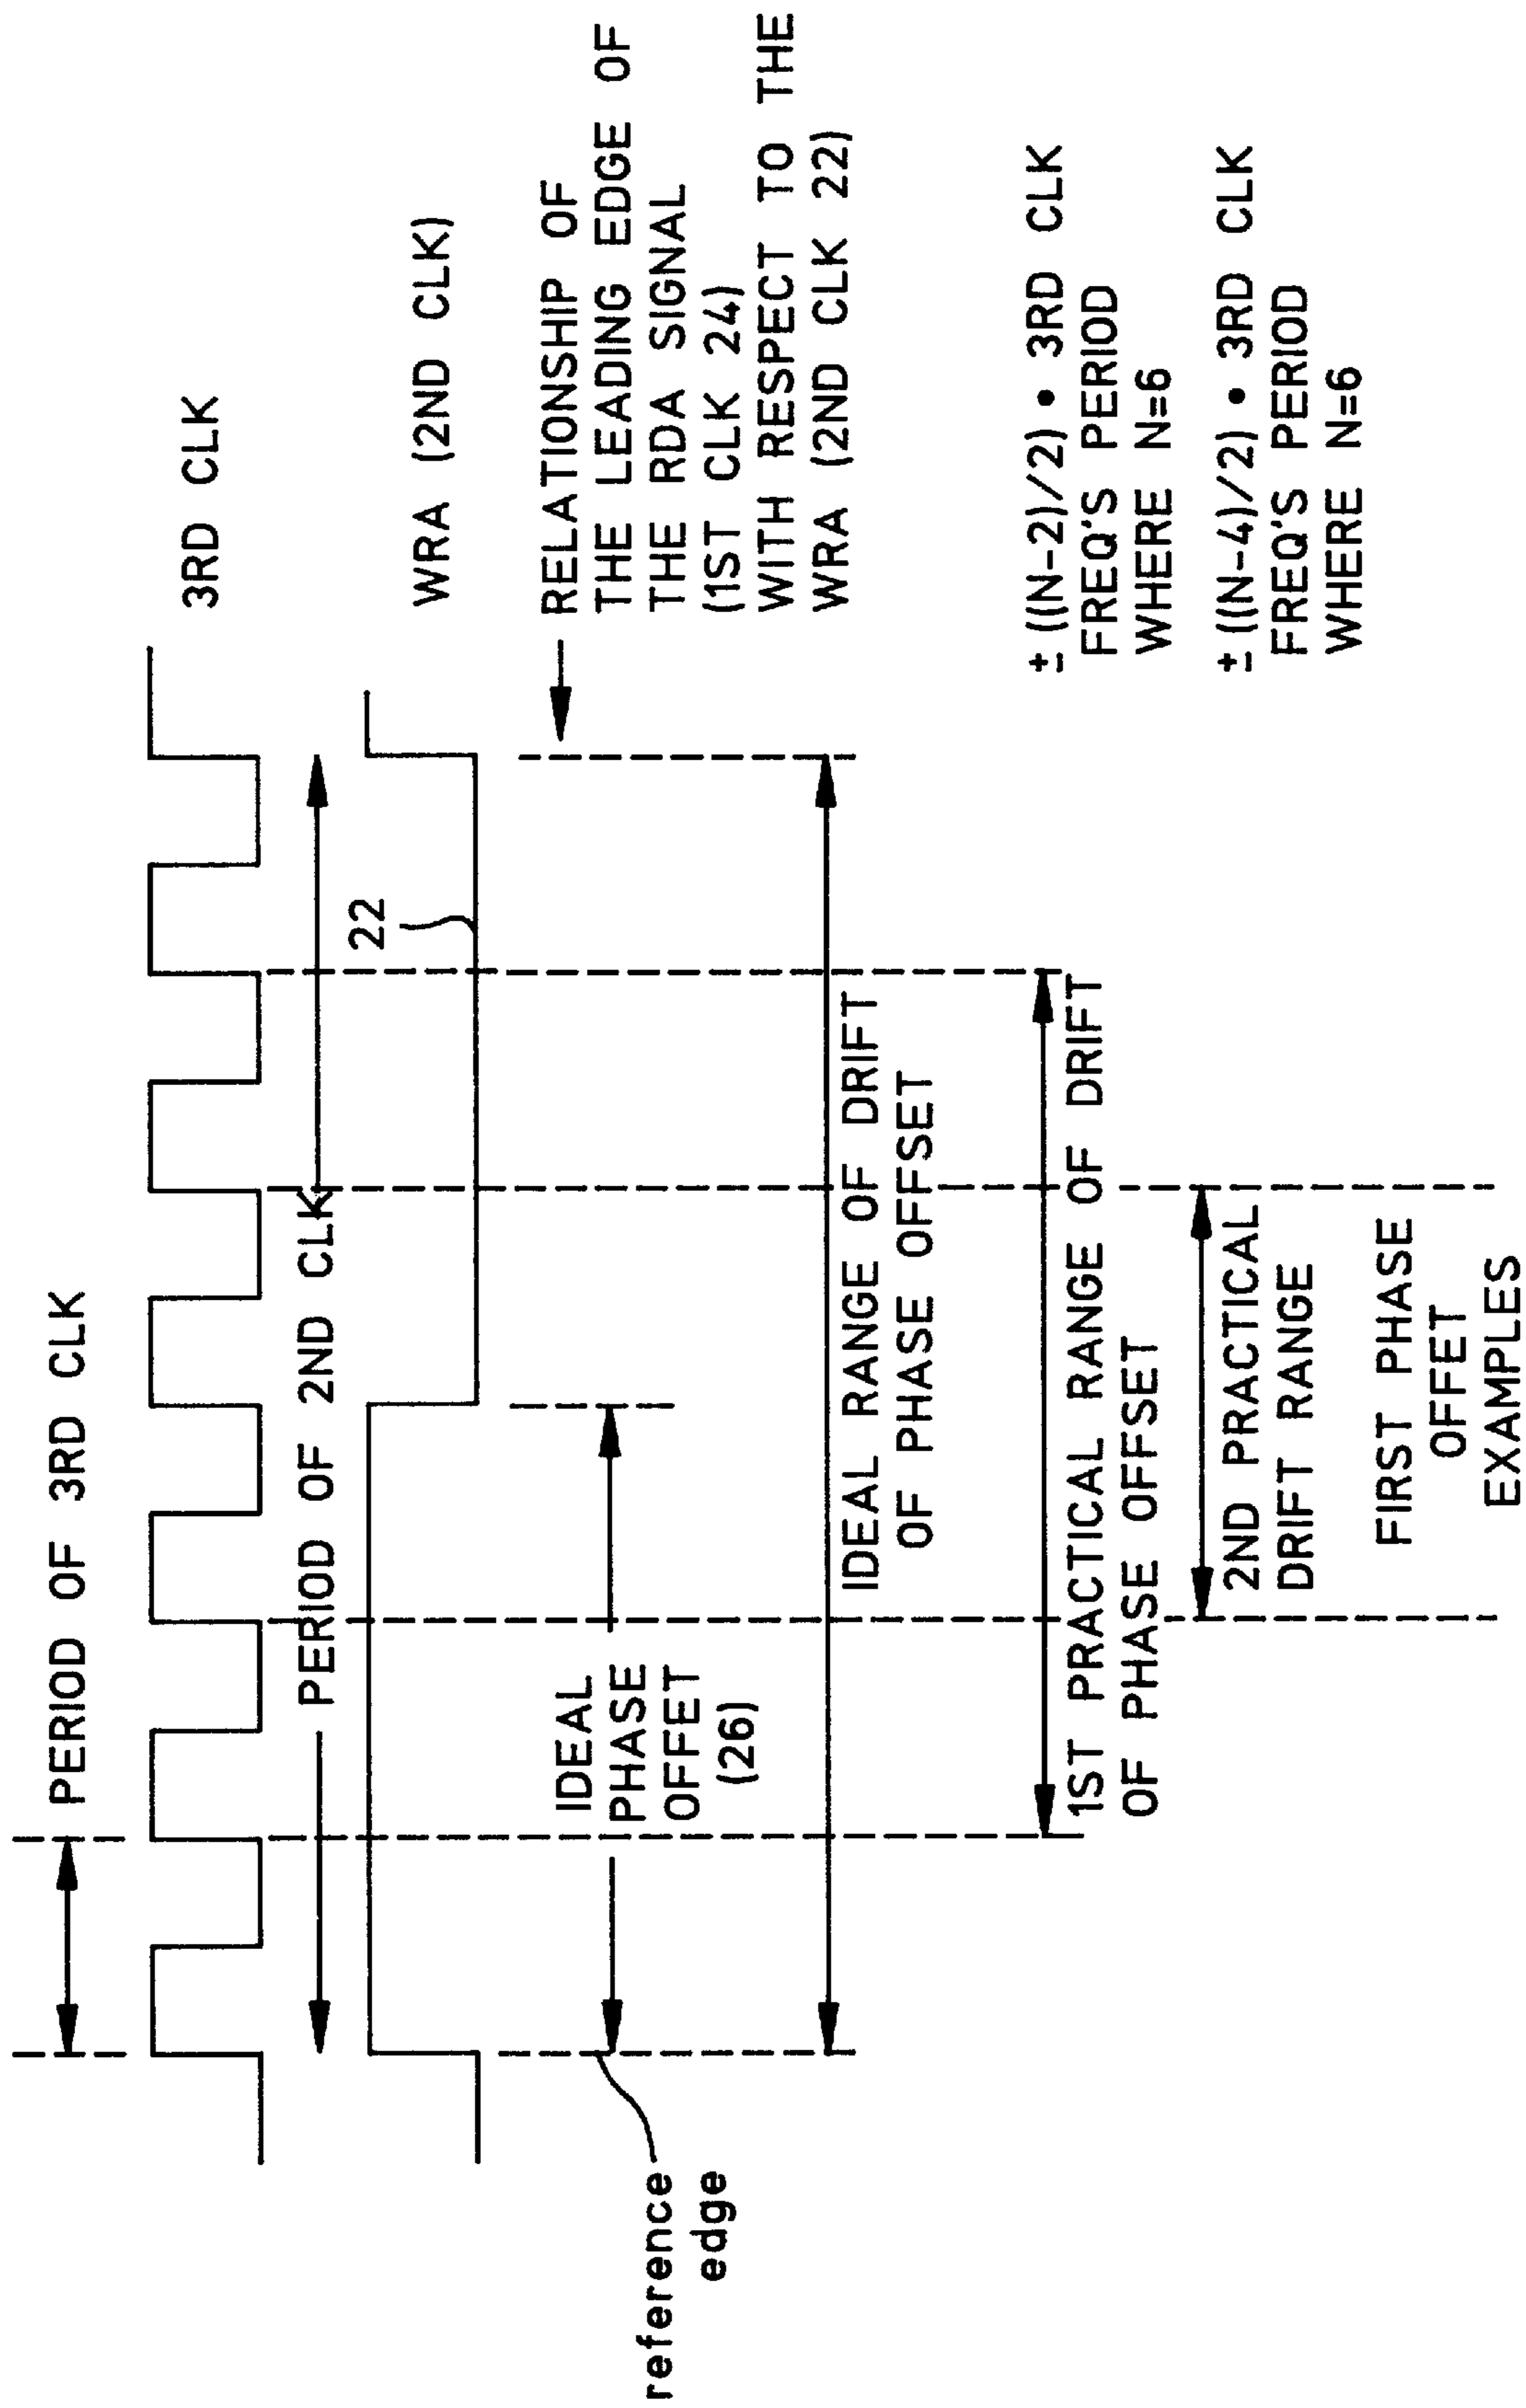 PERIOD OF 3RD CLK
3RD CLK
PERIOD OF 2ND CLK
22
WRA (2ND CLK)
RELATIONSHIP OF
THE LEADING EDGE OF
THE RDA SIGNAL
(1ST CLK 24)
WITH RESPECT TO THE
WRA (2ND CLK 22)
IDEAL
PHASE
OFFET
(26)
reference
edge
IDEAL RANGE OF DRIFT
OF PHASE OFFSET
1ST PRACTICAL RANGE OF DRIFT
OF PHASE OFFSET
± ((N-2)/2) • 3RD CLK
FREQ'S PERIOD
WHERE N=6
2ND PRACTICAL
DRIFT RANGE
± ((N-4)/2) • 3RD CLK
FREQ'S PERIOD
WHERE N=6
FIRST PHASE
OFFET
EXAMPLES